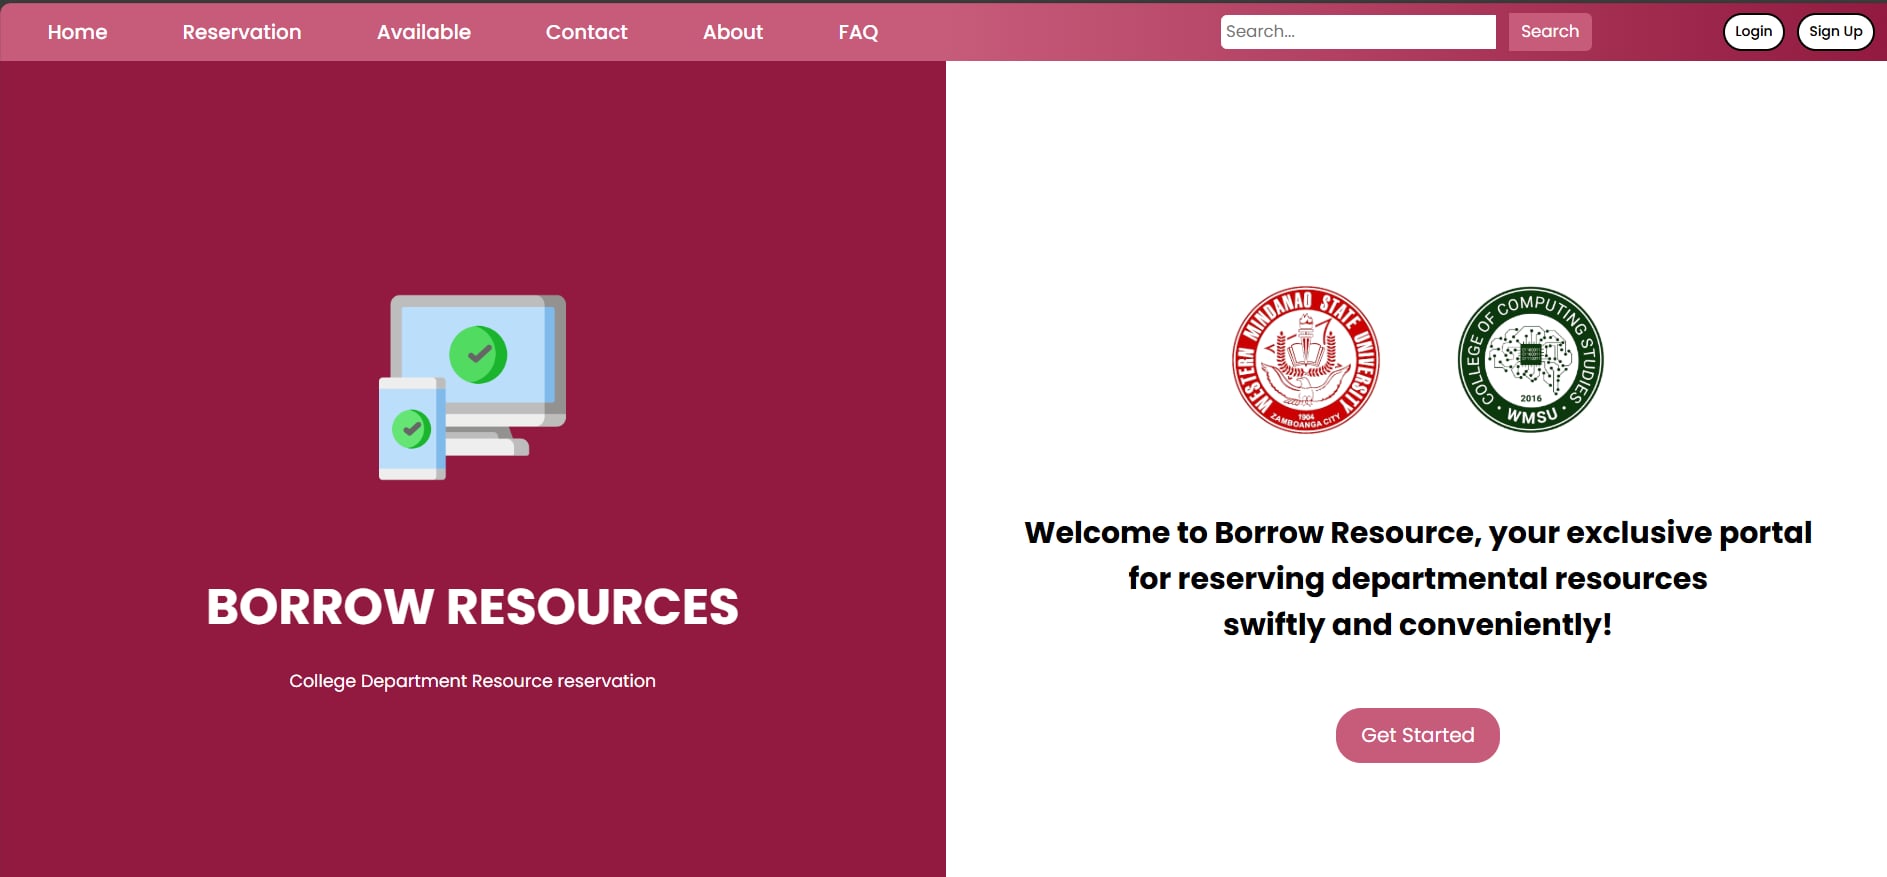 Home Reservation Available Contact About FAQ Search... Search Login Sign Up
BORROW RESOURCES
College Department Resource reservation
WESTERN MINDANAO STATE UNIVERSITY
1904
ZAMBOANGA CITY
COLLEGE OF COMPUTING STUDIES
2016
WMSU
Welcome to Borrow Resource, your exclusive portal
for reserving departmental resources
swiftly and conveniently!
Get Started